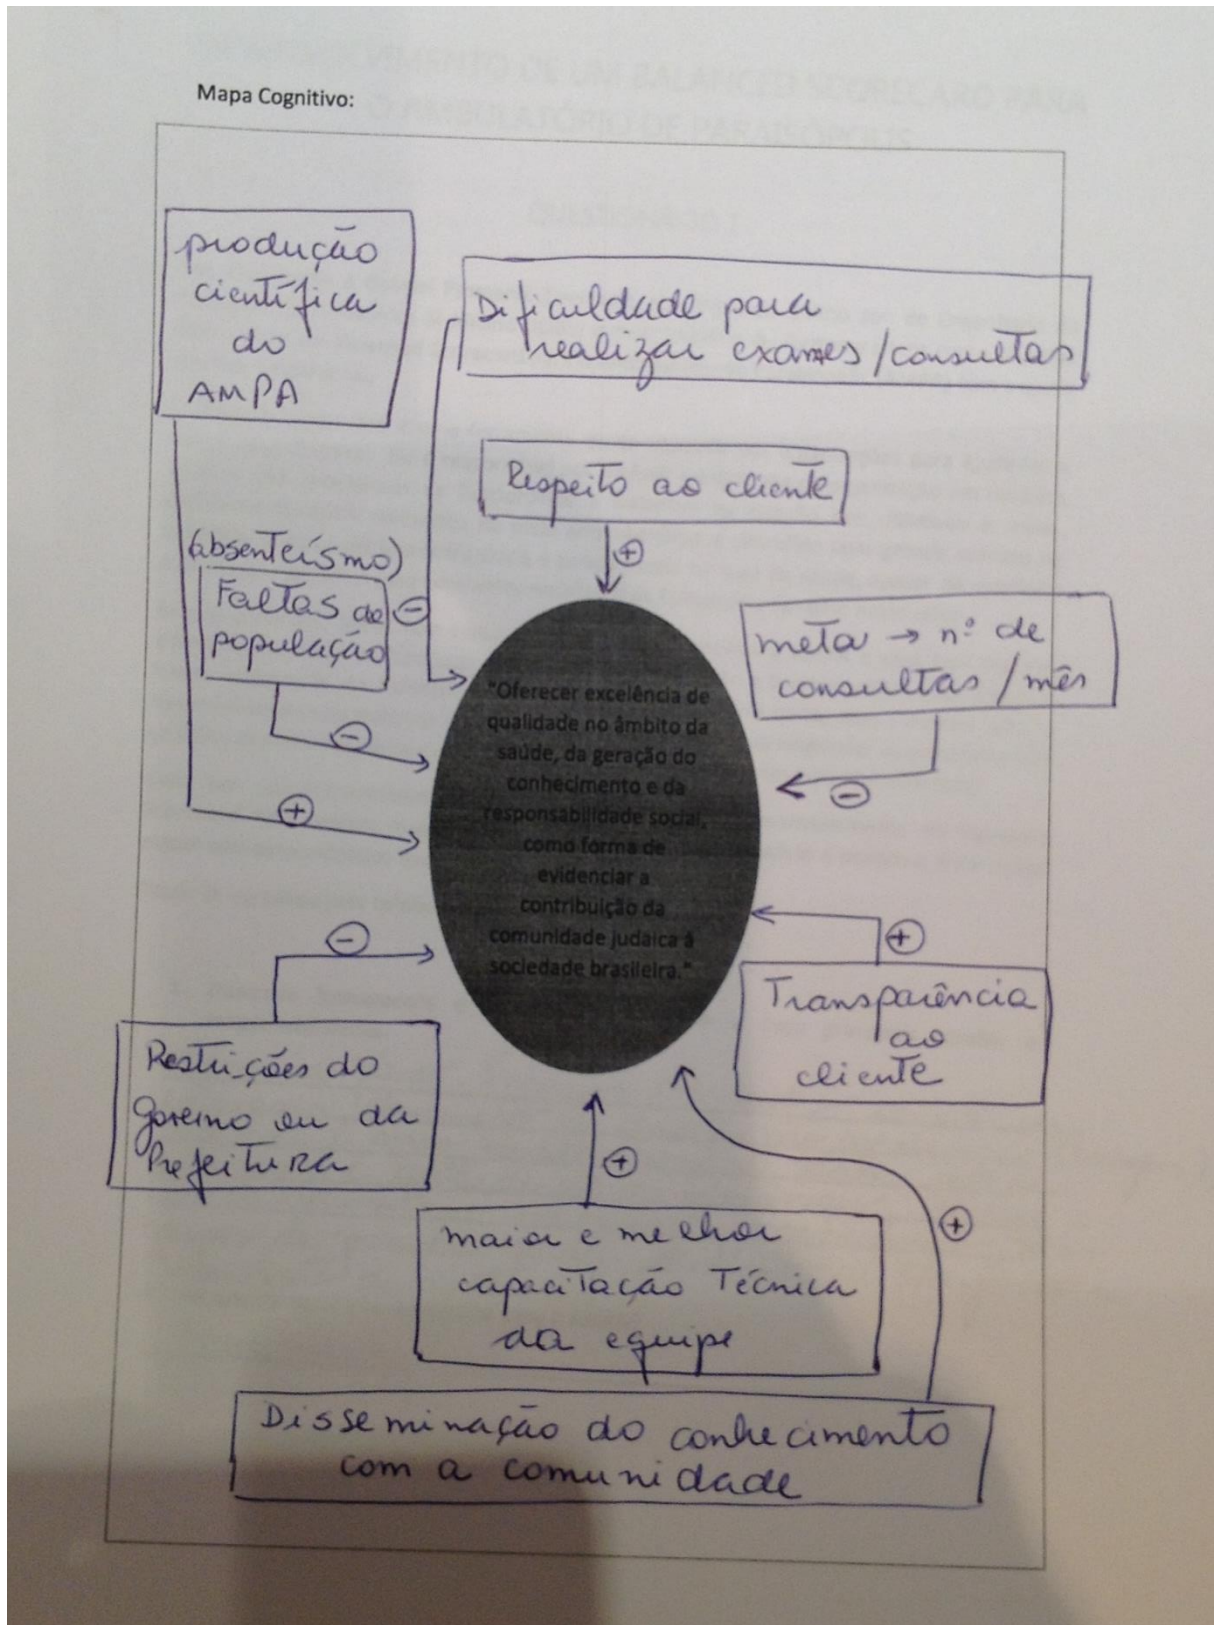 Mapa Cognitivo:
produção
científica
do
AMPA
Dificuldade para
realizar exames/consultas
Respeito ao cliente
+
(absenteísmo)
Faltas da
população
-
-
meta → nº de
consultas/mês
-
+
"Oferecer excelência de
qualidade no âmbito da
saúde, da geração do
conhecimento e da
responsabilidade social,
como forma de
evidenciar a
contribuição da
comunidade judaica à
sociedade brasileira."
-
Restrições do
governo ou da
Prefeitura
+
Transparência
ao
cliente
+
maior e melhor
capacitação Técnica
da equipe
+
Disseminação do conhecimento
com a comunidade